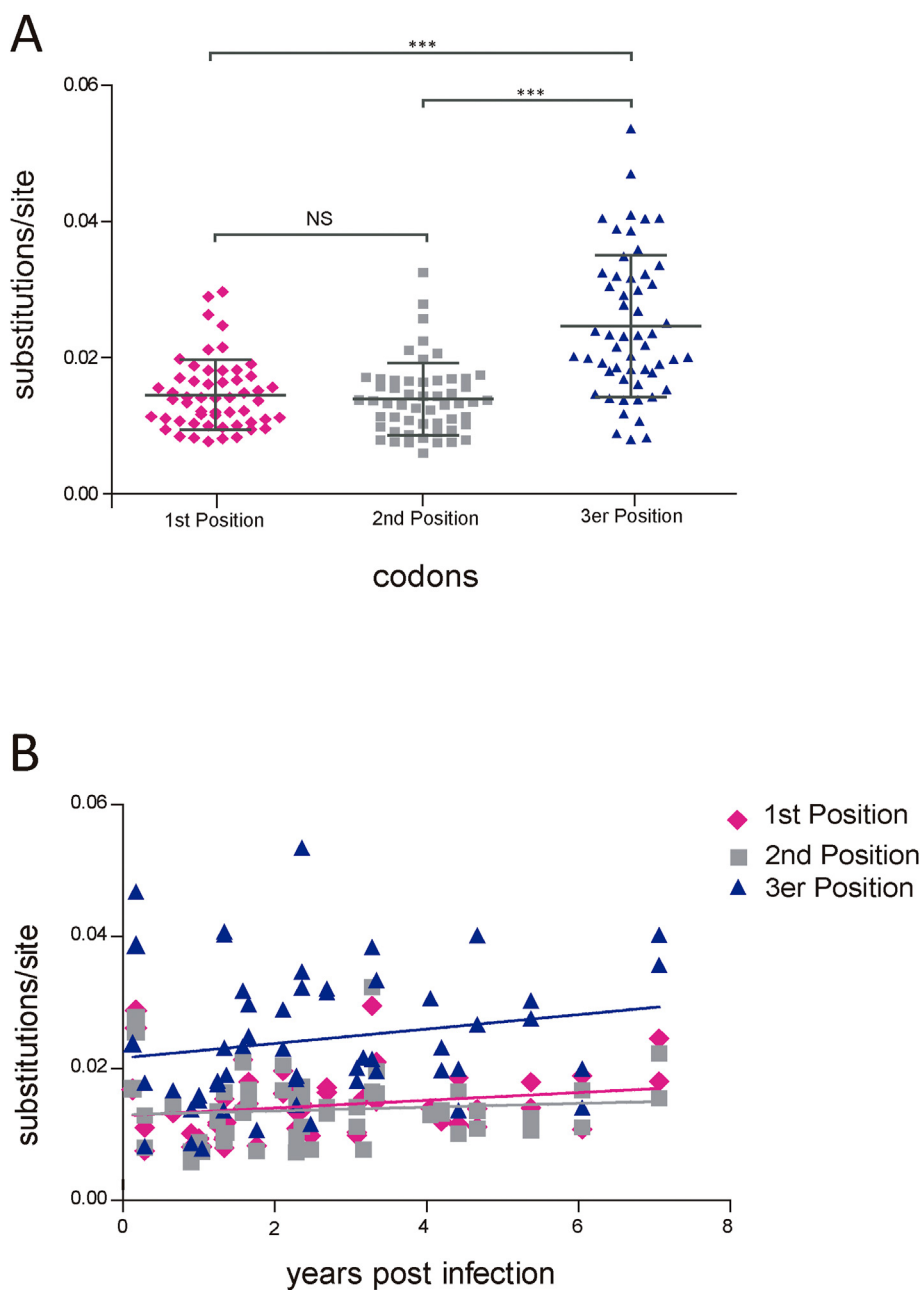 A
***
***
NS
0.06
0.04
0.02
0.00
substitutions/site
1st Position
2nd Position
3er Position
codons
B
0.06
0.04
0.02
0.00
substitutions/site
0
2
4
6
8
years post infection
1st Position
2nd Position
3er Position